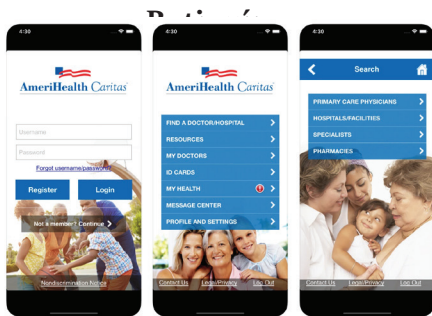 4:30
AmeriHealth Caritas
Username
Password
Forgot username/password?
Register Login
Not a member? Continue
Nondiscrimination Notice
4:30
AmeriHealth Caritas
FIND A DOCTOR/HOSPITAL
RESOURCES
MY DOCTORS
ID CARDS
MY HEALTH
MESSAGE CENTER
PROFILE AND SETTINGS
Contact Us Legal/Privacy Log Out
4:30
Search
PRIMARY CARE PHYSICIANS
HOSPITALS/FACILITIES
SPECIALISTS
PHARMACIES
Contact Us Legal/Privacy Log Out